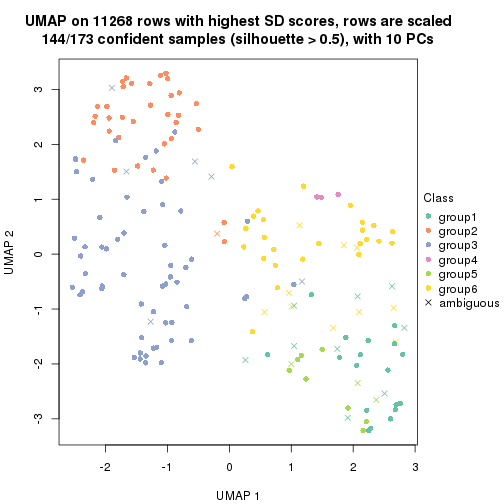 UMAP on 11268 rows with highest SD scores, rows are scaled
144/173 confident samples (silhouette > 0.5), with 10 PCs
UMAP 2
3
2
1
0
-1
-2
-3
-2
-1
0
1
2
3
UMAP 1
Class
group1
group2
group3
group4
group5
group6
ambiguous